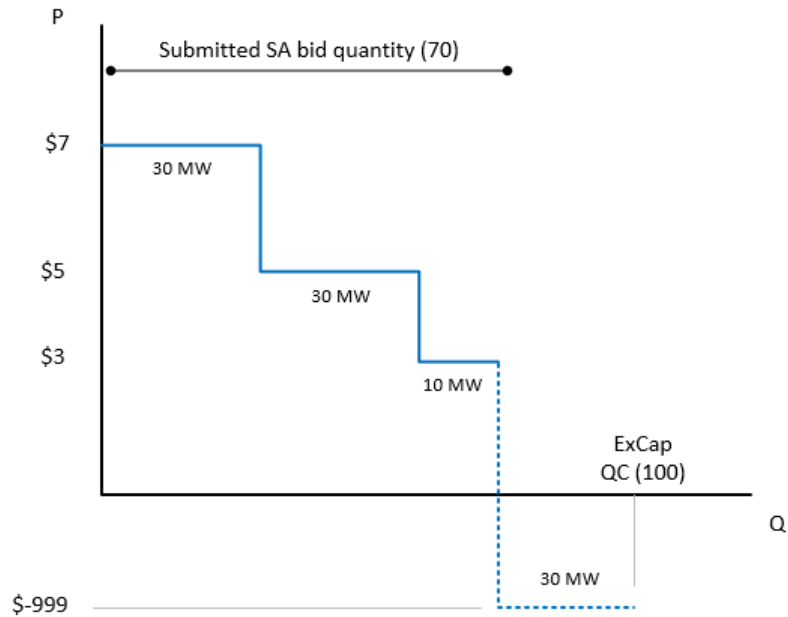 P
Submitted SA bid quantity (70)
$7
30 MW
$5
30 MW
$3
10 MW
ExCap
QC (100)
Q
30 MW
$-999